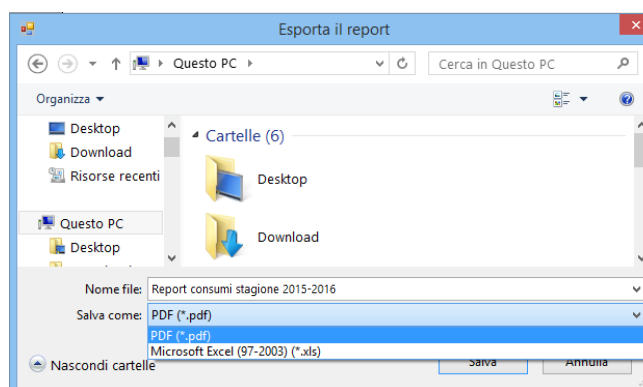 Esporta il report
Questo PC
Cerca in Questo PC
Organizza
Desktop
Download
Risorse recenti
Questo PC
Desktop
Cartelle (6)
Desktop
Download
Nome file: Report consumi stagione 2015-2016
Salva come: PDF (*.pdf)
PDF (*.pdf)
Microsoft Excel (97-2003) (*.xls)
Nascondi cartelle
Salva
Annulla